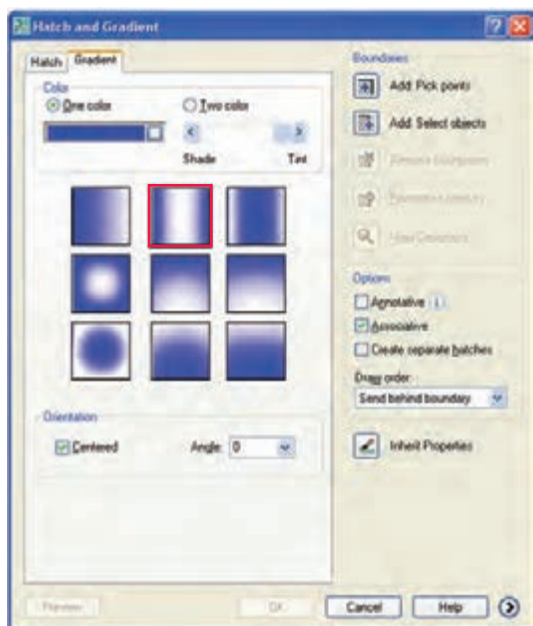 Hatch and Gradient
Hatch
Gradient
Color
One color
Two color
Shade
Tint
Orientation
Centered
Angle:
0
Boundaries
Add: Pick points
Add: Select objects
Options
Annotative
Associative
Create separate hatches
Draw order:
Send behind boundary
Inherit Properties
Preview
OK
Cancel
Help